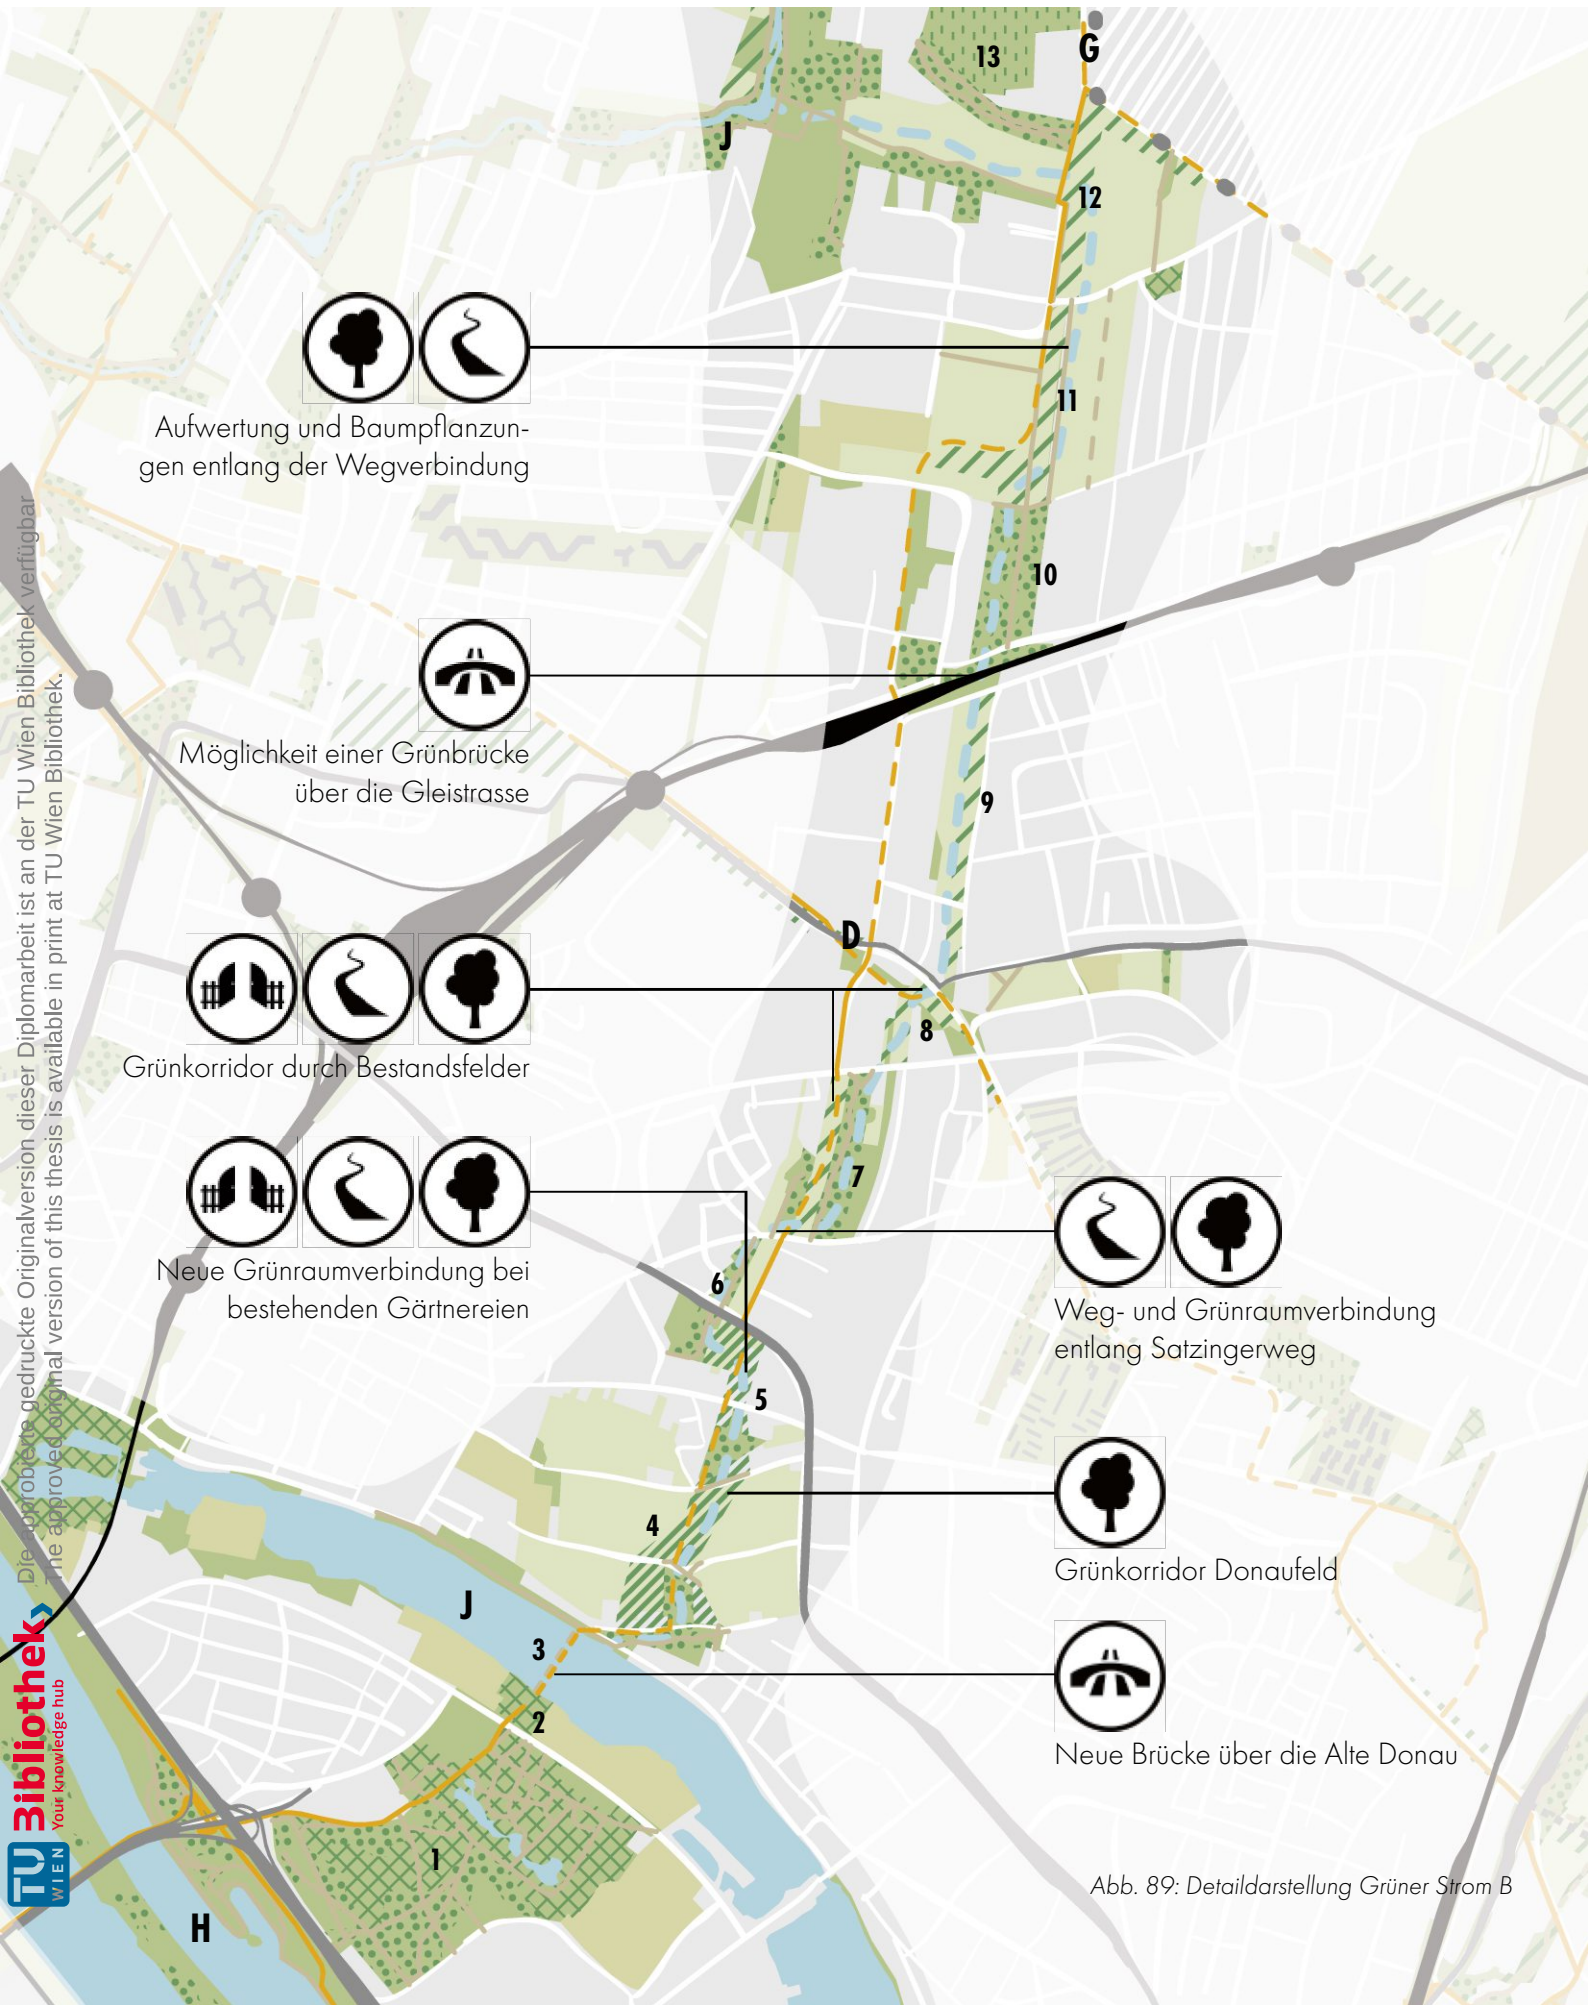 13
G
J
12
Aufwertung und Baumpflanzun-
gen entlang der Wegverbindung
11
10
Möglichkeit einer Grünbrücke
über die Gleistrasse
9
D
8
Grünkorridor durch Bestandsfelder
7
Neue Grünraumverbindung bei
bestehenden Gärtnereien
6
Weg- und Grünraumverbindung
entlang Satzingerweg
5
4
Grünkorridor Donaufeld
J
3
2
Neue Brücke über die Alte Donau
1
H
Abb. 89: Detaildarstellung Grüner Strom B
Die approbierte gedruckte Originalversion dieser Diplomarbeit ist an der TU Wien Bibliothek verfügbar
The approved original version of this thesis is available in print at TU Wien Bibliothek.
TU
WIEN
Bibliothek
Your knowledge hub